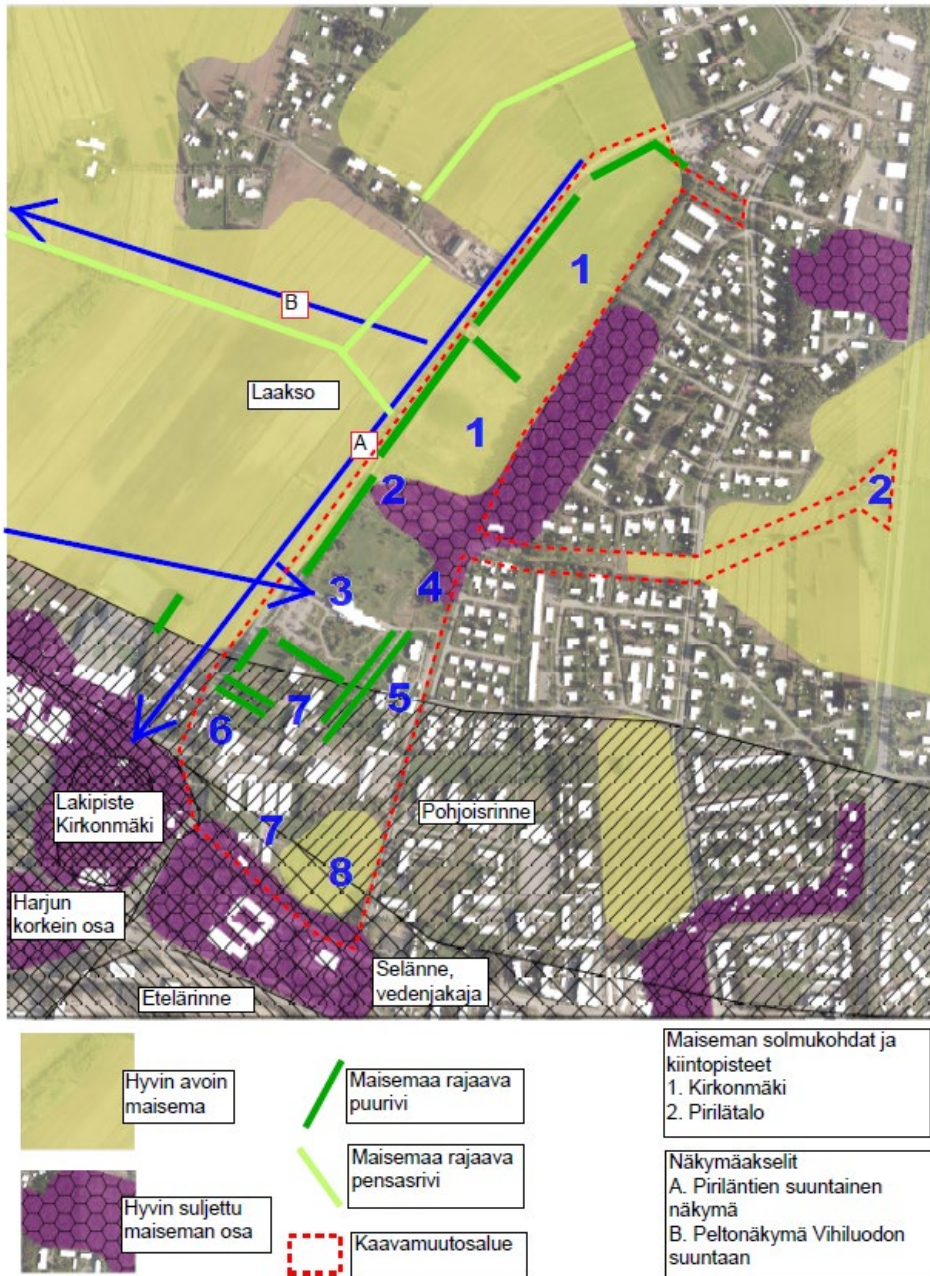 1
B
Laakso
1
A
2
2
3
4
5
6
7
Lakipiste
Kirkonmäki
Pohjoisrinne
7
8
Harjun
korkein osa
Selänne,
vedenjakaja
Etelärinne
Hyvin avoin
maisema
Hyvin suljettu
maiseman osa
Maisemaa rajaava
puurivi
Maisemaa rajaava
pensasrivi
Kaavamuutosalue
Maiseman solmukohdat ja
kiintopisteet
1. Kirkonmäki
2. Pirilätalo
Näkymäakselit
A. Piriläntien suuntainen
näkymä
B. Peltonäkymä Vihiluodon
suuntaan